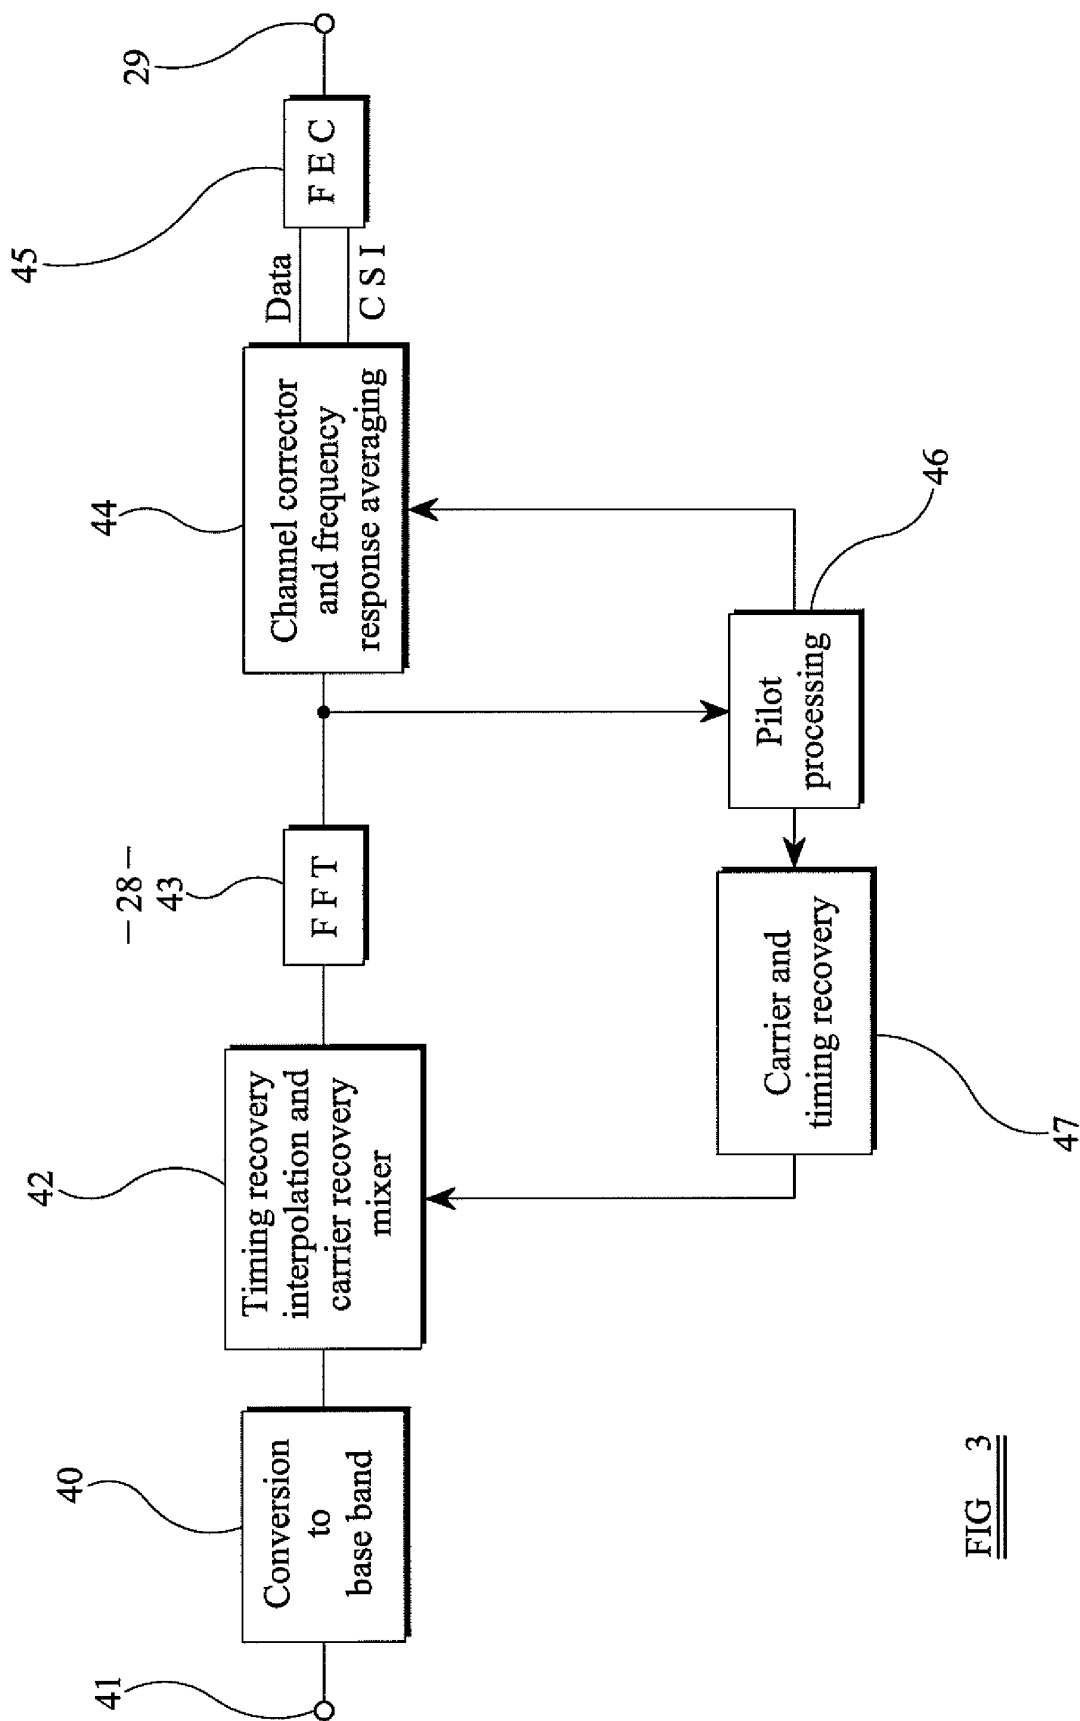 – 28 –
41
40
Conversion
to
base band
42
Timing recovery
interpolation and
carrier recovery
mixer
43
F F T
44
Channel corrector
and frequency
response averaging
Data
C S I
45
F E C
29
46
Pilot
processing
47
Carrier and
timing recovery
FIG 3